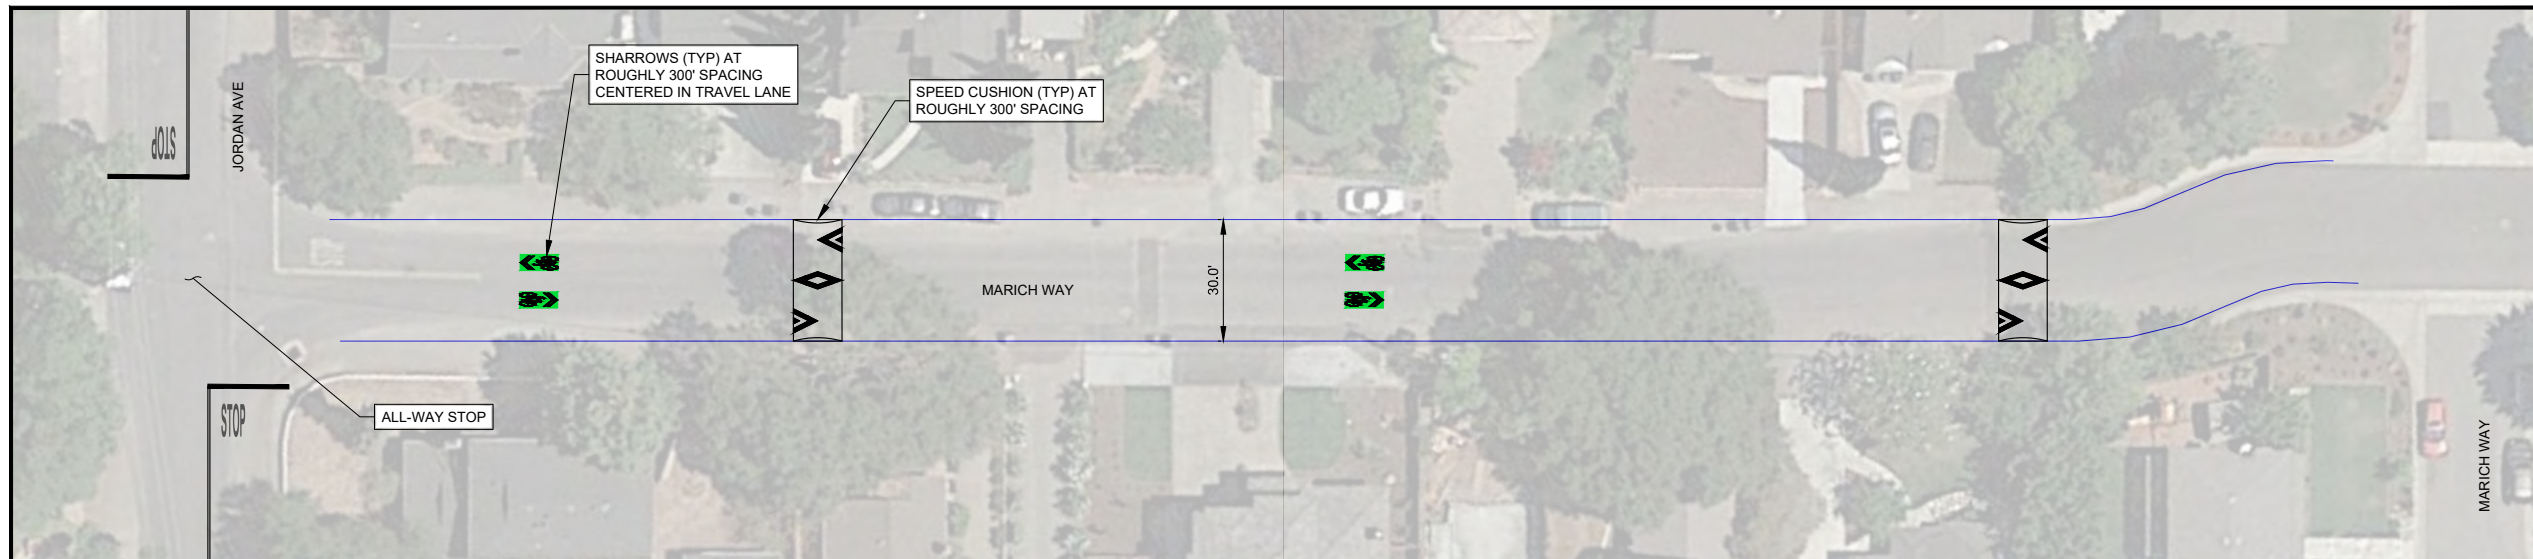 SHARROWS (TYP) AT
ROUGHLY 300' SPACING
CENTERED IN TRAVEL LANE
SPEED CUSHION (TYP) AT
ROUGHLY 300' SPACING
JORDAN AVE
STOP
MARICH WAY
30.0'
ALL-WAY STOP
STOP
MARICH WAY